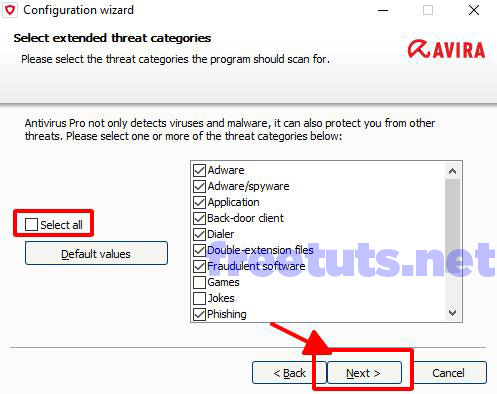 Configuration wizard
Select extended threat categories
Please select the threat categories the program should scan for.
AVIRA
Antivirus Pro not only detects viruses and malware, it can also protect you from other
threats. Please select one or more of the threat categories below:
Select all
Default values
Adware
Adware/spyware
Application
Back-door client
Dialer
Double-extension files
Fraudulent software
Games
Jokes
Phishing
freetuts.net
< Back
Next >
Cancel